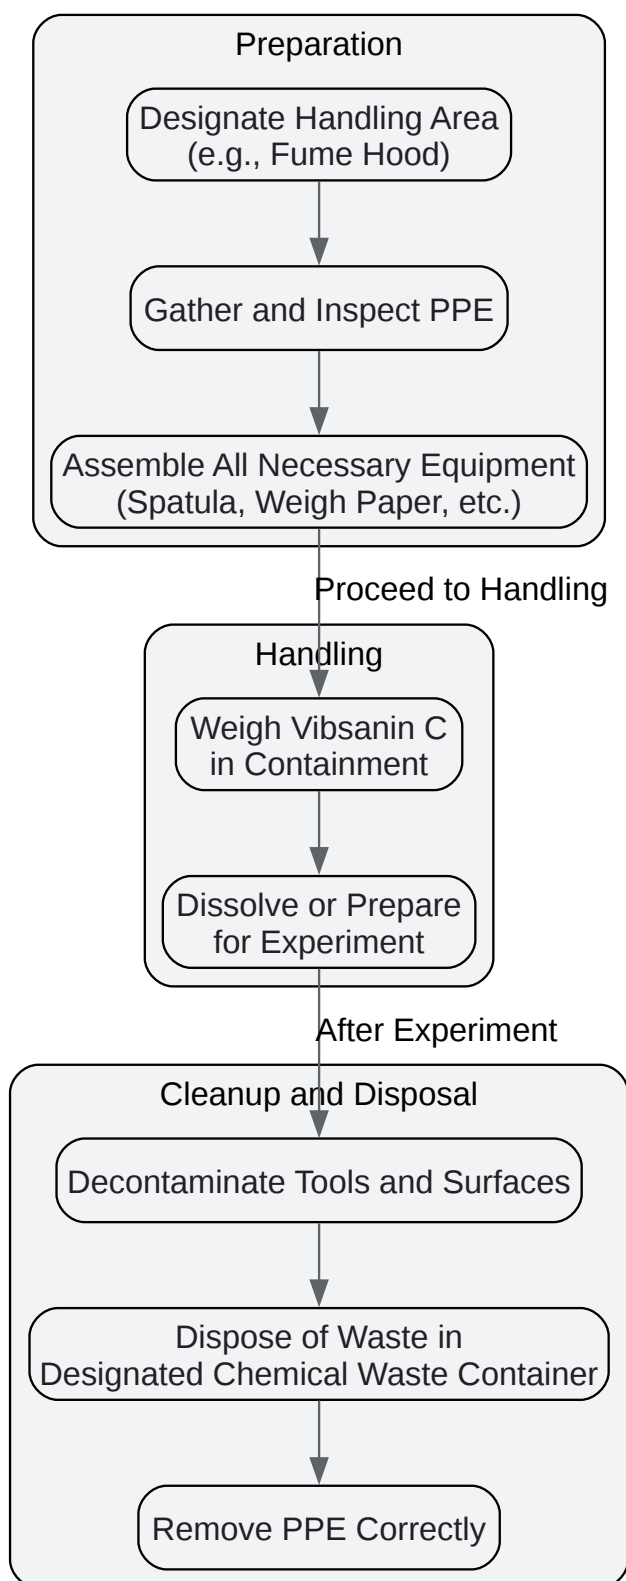 Preparation
Designate Handling Area
(e.g., Fume Hood)
Gather and Inspect PPE
Assemble All Necessary Equipment
(Spatula, Weigh Paper, etc.)
Proceed to Handling
Handling
Weigh Vibsanin C
in Containment
Dissolve or Prepare
for Experiment
After Experiment
Cleanup and Disposal
Decontaminate Tools and Surfaces
Dispose of Waste in
Designated Chemical Waste Container
Remove PPE Correctly